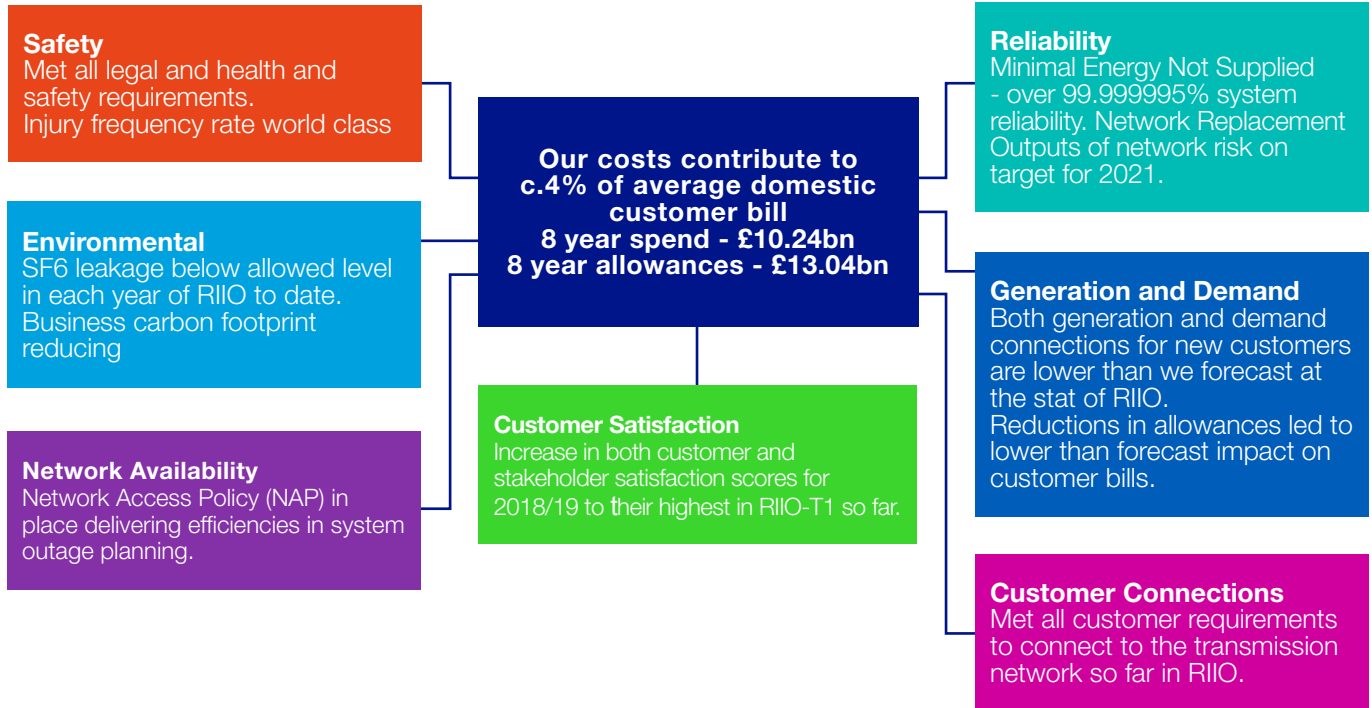 Safety
Met all legal and health and
safety requirements.
Injury frequency rate world class
Environmental
SF6 leakage below allowed level
in each year of RIIO to date.
Business carbon footprint
reducing
Network Availability
Network Access Policy (NAP) in
place delivering efficiencies in system
outage planning.
Our costs contribute to
c.4% of average domestic
customer bill
8 year spend - £10.24bn
8 year allowances - £13.04bn
Customer Satisfaction
Increase in both customer and
stakeholder satisfaction scores for
2018/19 to their highest in RIIO-T1 so far.
Reliability
Minimal Energy Not Supplied
- over 99.999995% system
reliability. Network Replacement
Outputs of network risk on
target for 2021.
Generation and Demand
Both generation and demand
connections for new customers
are lower than we forecast at
the stat of RIIO.
Reductions in allowances led to
lower than forecast impact on
customer bills.
Customer Connections
Met all customer requirements
to connect to the transmission
network so far in RIIO.